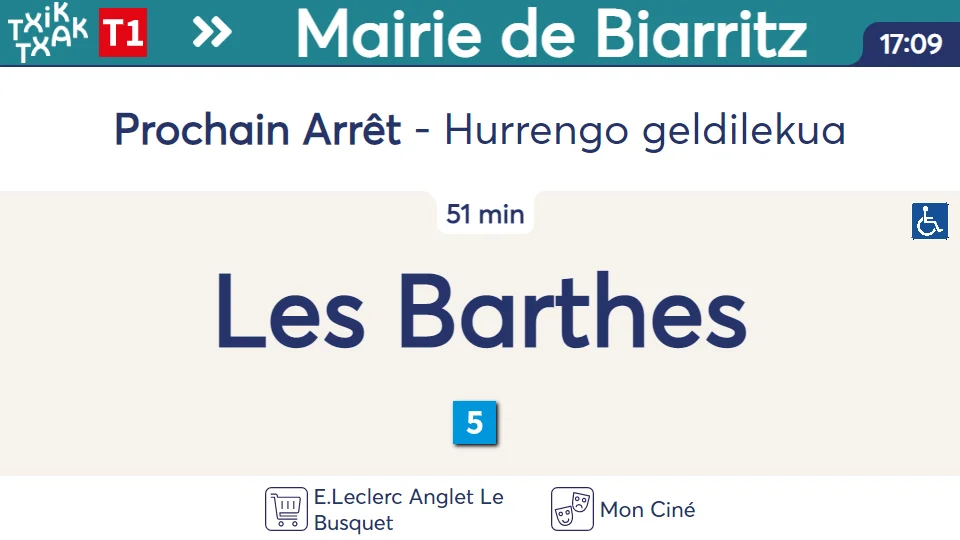 TXIK
TXAK
T1
Mairie de Biarritz
17:09
Prochain Arrêt - Hurrengo geldilekua
51 min
Les Barthes
5
E.Leclerc Anglet Le
Busquet
Mon Ciné